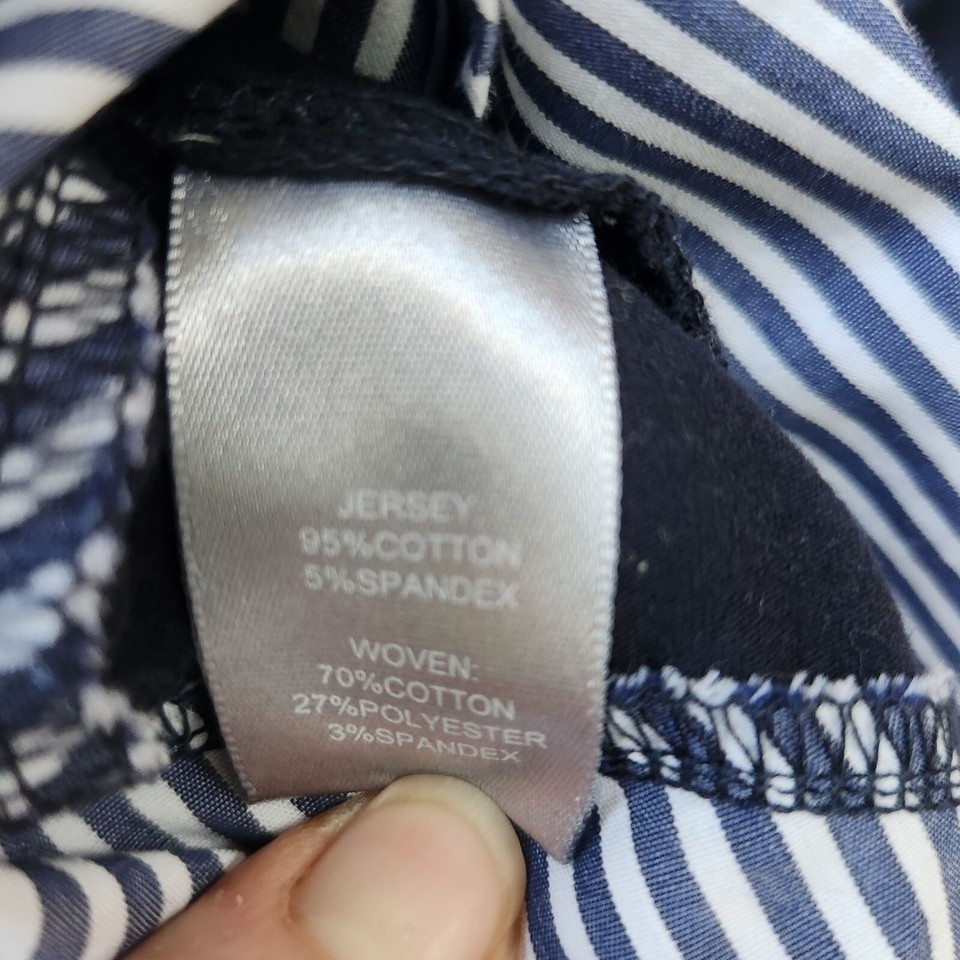 JERSEY:
95%COTTON
5%SPANDEX
WOVEN:
70%COTTON
27%POLYESTER
3%SPANDEX